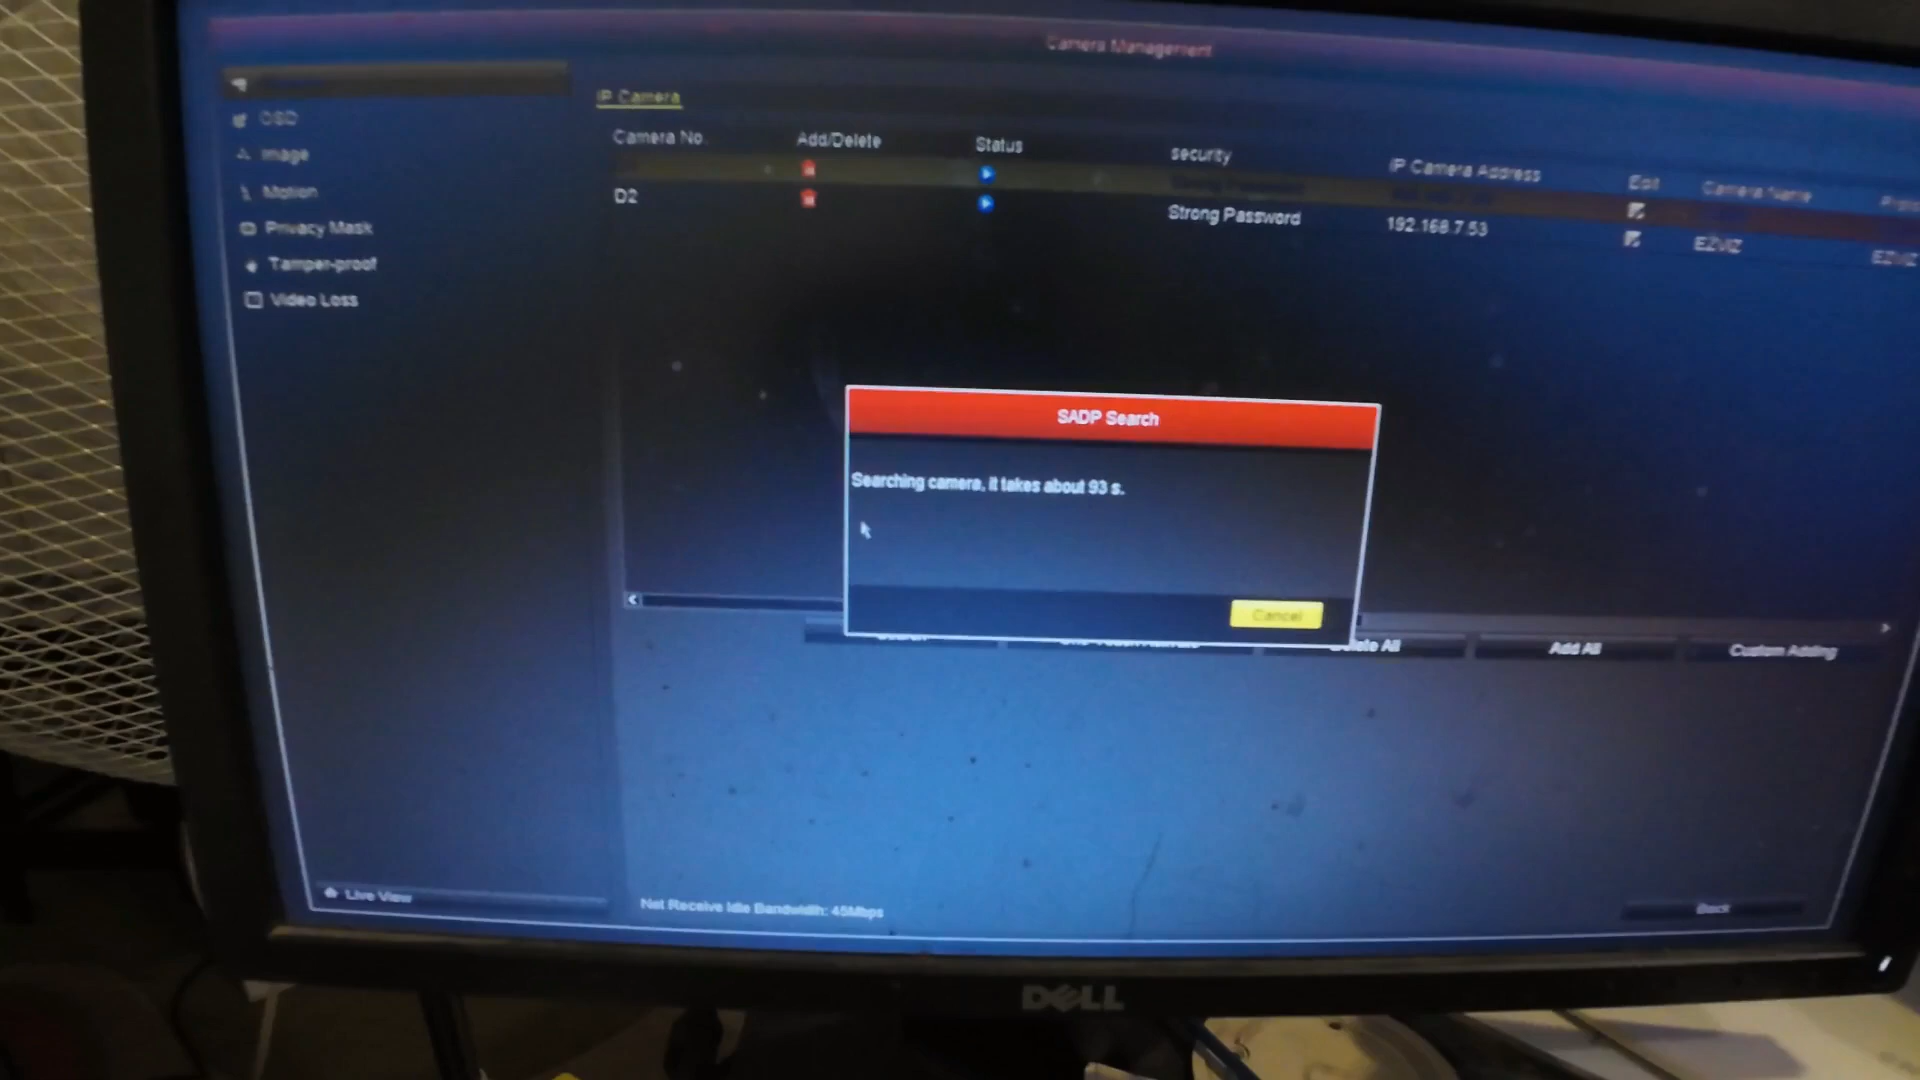 Camera Management
OSD
Image
Motion
Privacy Mask
Tamper-proof
Video Loss
IP Camera
Camera No. Add/Delete Status security IP Camera Address Edit Camera Name
D2 Strong Password 192.168.7.53 EZVIZ EZVIZ
SADP Search
Searching camera, it takes about 93 s.
Cancel
Delete All Add All Custom Adding
Live View
Net Receive Idle Bandwidth: 45Mbps
Back
DELL